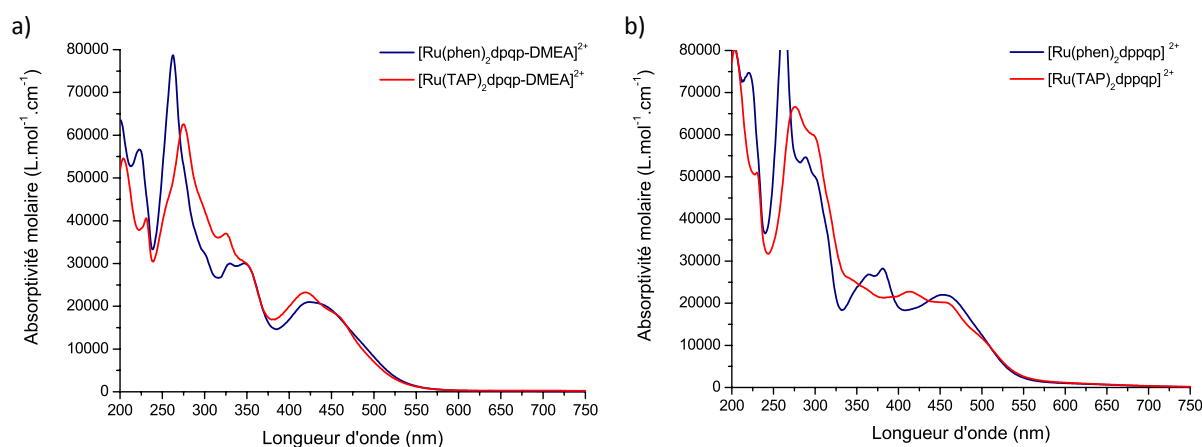 a)
[Ru(phen)₂dpqp-DMEA]²⁺
[Ru(TAP)₂dpqp-DMEA]²⁺
80000
70000
60000
50000
40000
30000
20000
10000
0
200 250 300 350 400 450 500 550 600 650 700 750
Absorptivité molaire (L.mol⁻¹.cm⁻¹)
Longueur d'onde (nm)
b)
[Ru(phen)₂dppqp] ²⁺
[Ru(TAP)₂dppqp] ²⁺
80000
70000
60000
50000
40000
30000
20000
10000
0
200 250 300 350 400 450 500 550 600 650 700 750
Absorptivité molaire (L.mol⁻¹.cm⁻¹)
Longueur d'onde (nm)